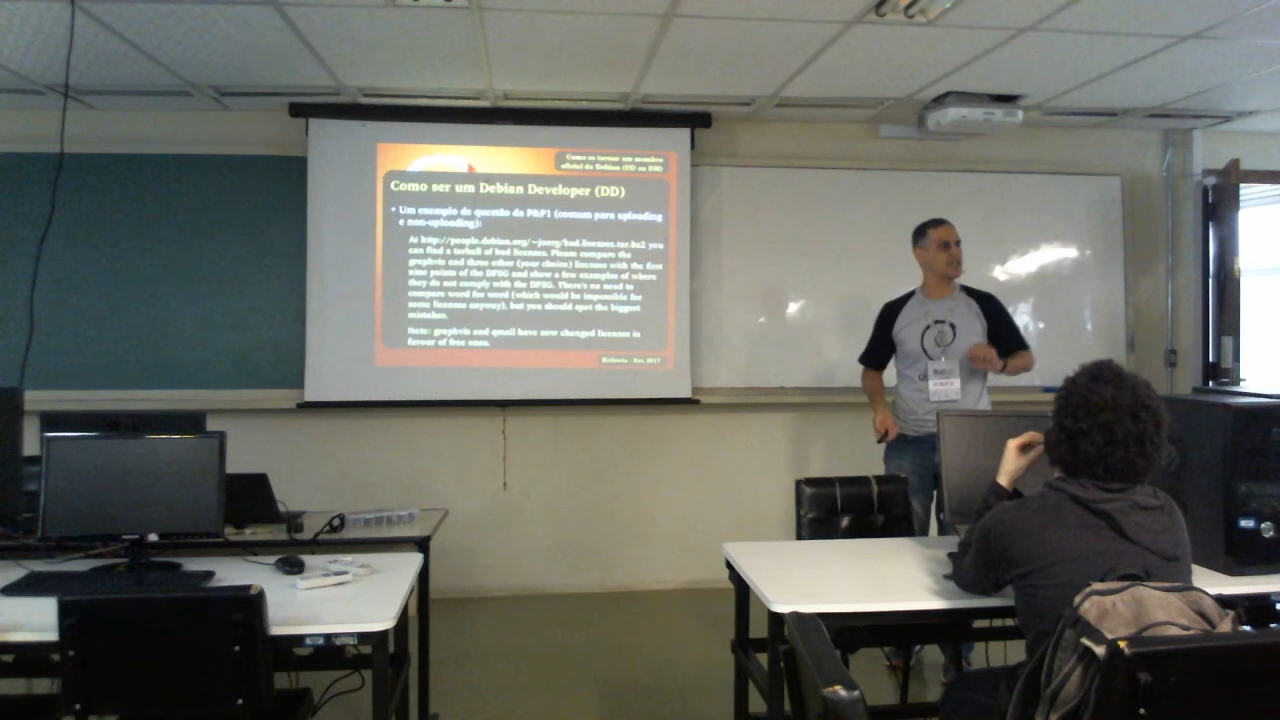 Como se tornar um membro
oficial do Debian (DD ou DM)
Como ser um Debian Developer (DD)
• Um exemplo de questão da P&P1 (comum para uploading
e non-uploading):
At http://people.debian.org/~joerg/bad.licenses.tar.bz2 you
can find a tarball of bad licenses. Please compare the
graphviz and three other (your choice) licenses with the first
nine points of the DFSG and show a few examples of where
they do not comply with the DFSG. There's no need to
compare word for word (which would be impossible for
some licenses anyway), but you should spot the biggest
mistakes.
Note: graphviz and qmail have now changed licenses in
favour of free ones.
2017